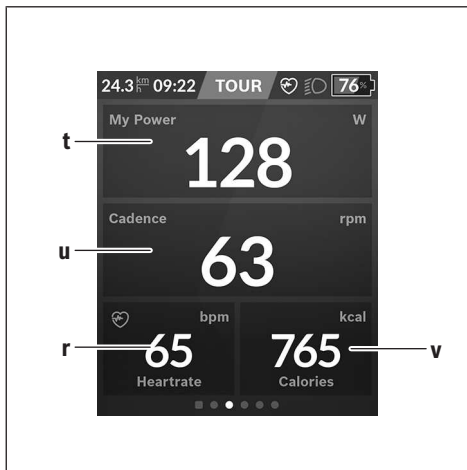 24.3 km/h 09:22 TOUR 76%
My Power W
t
128
Cadence rpm
u
63
bpm kcal
r 65 765 v
Heartrate Calories